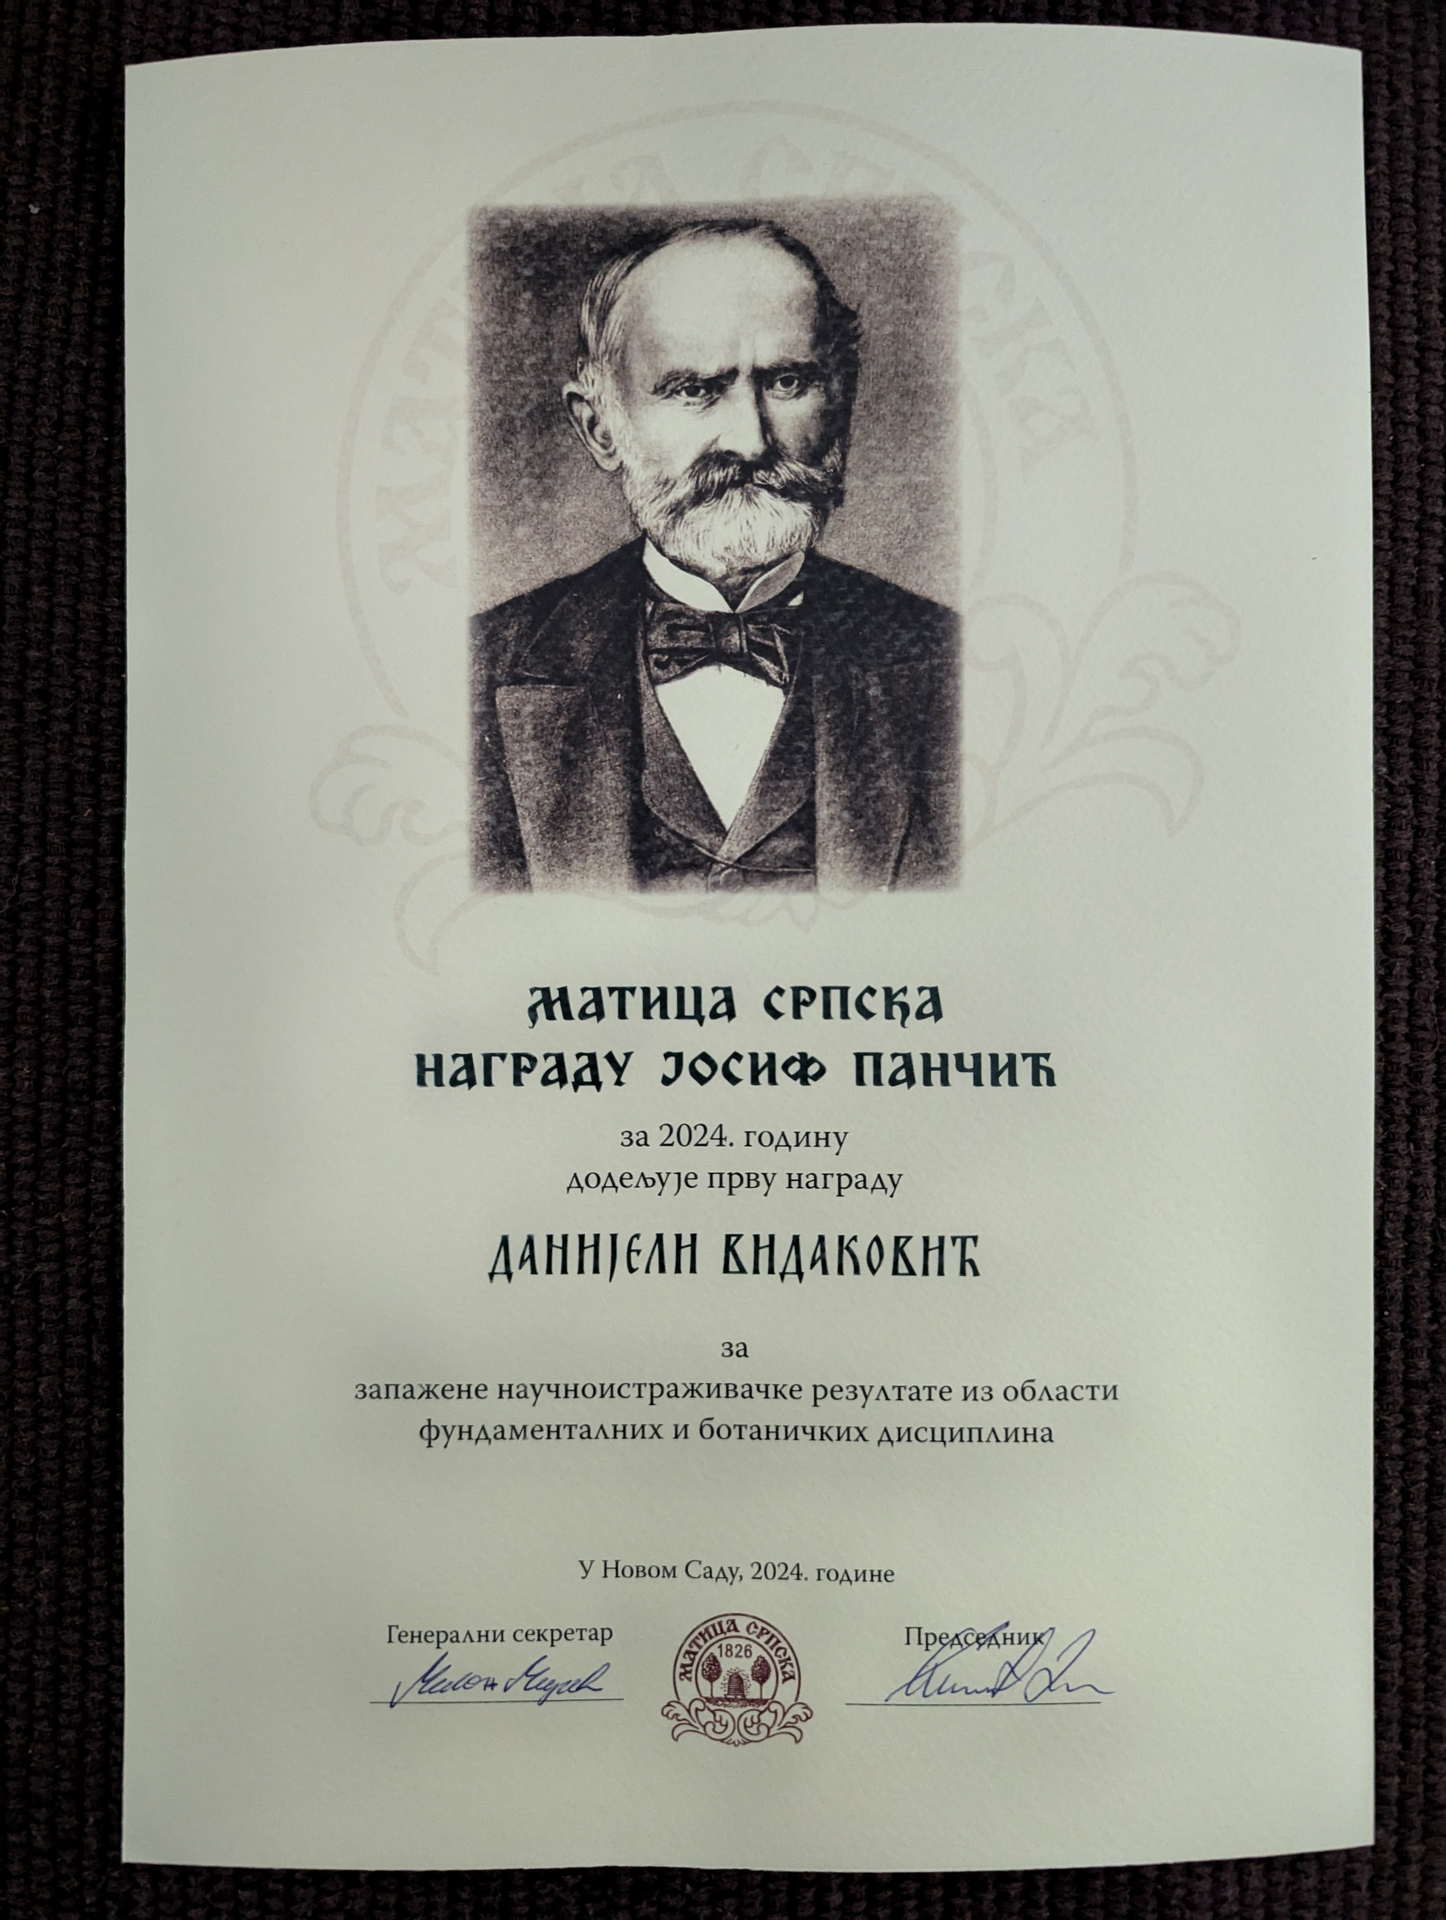 МАТИЦА СРПСКА
НАГРАДУ ЈОСИФ ПАНЧИЋ
за 2024. годину
додељује прву награду
ДАНИЈЕЛИ ВИДАКОВИЋ
за
запажене научноистраживачке резултате из области
фундаменталних и ботаничких дисциплина
У Новом Саду, 2024. године
Генерални секретар
Председник
МАТИЦА СРПСКА
1826